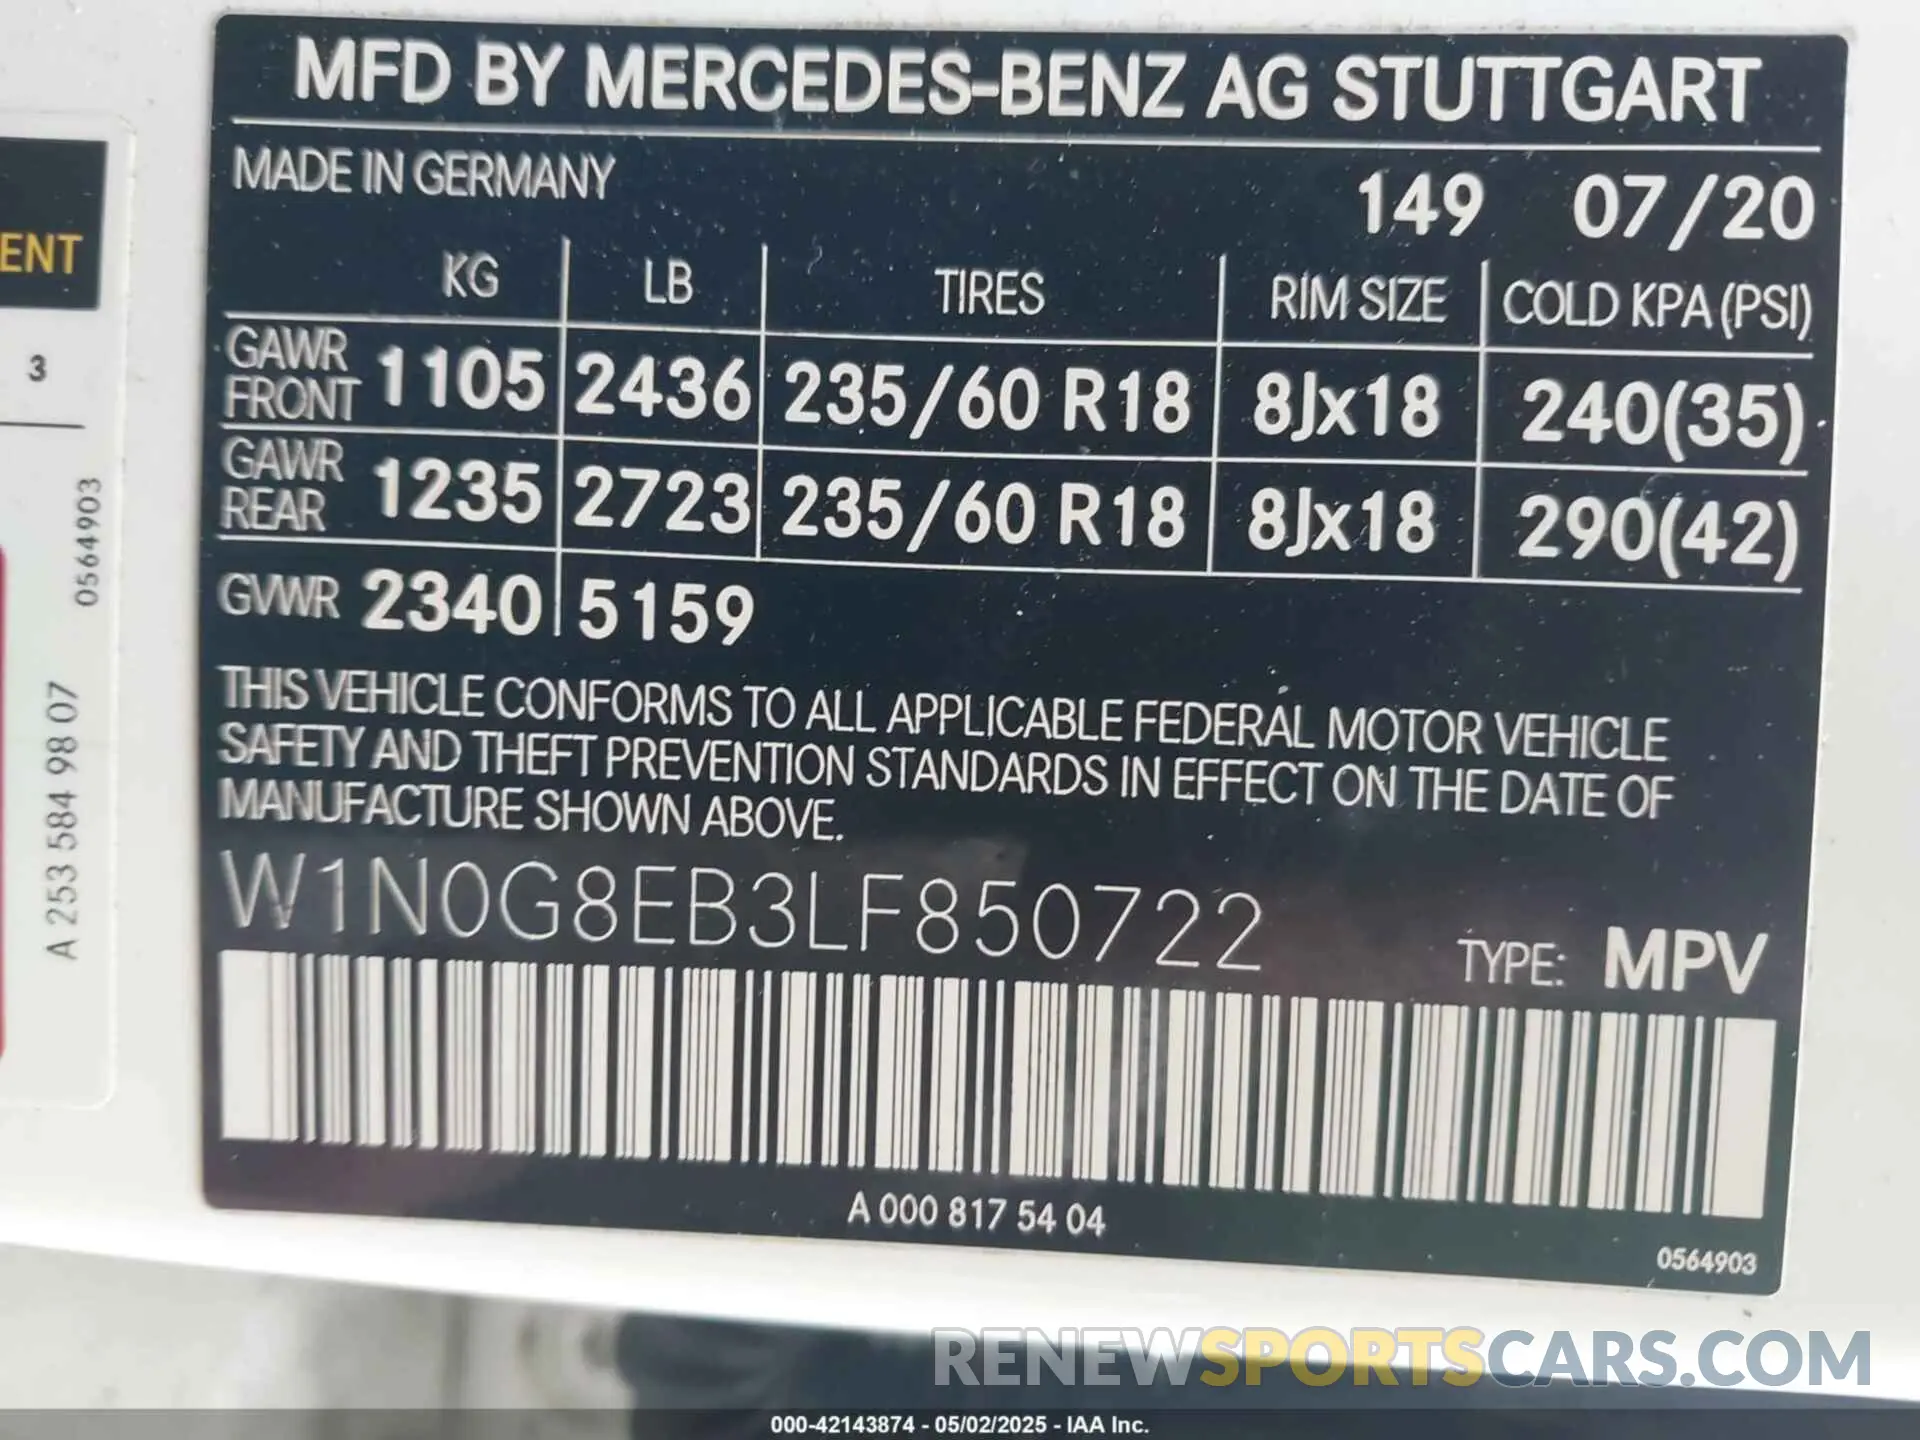 MFD BY MERCEDES-BENZ AG STUTTGART
MADE IN GERMANY 149 07/20
KG LB TIRES RIM SIZE COLD KPA (PSI)
GAWR FRONT 1105 2436 235/60 R18 8Jx18 240(35)
GAWR REAR 1235 2723 235/60 R18 8Jx18 290(42)
GVWR 2340 5159
THIS VEHICLE CONFORMS TO ALL APPLICABLE FEDERAL MOTOR VEHICLE
SAFETY AND THEFT PREVENTION STANDARDS IN EFFECT ON THE DATE OF
MANUFACTURE SHOWN ABOVE.
W1N0G8EB3LF850722 TYPE: MPV
A 000 817 54 04
0564903
ENT
3
0564903
A 253 584 98 07
RENEWSPORTSCARS.COM
000-42143874 - 05/02/2025 - IAA Inc.